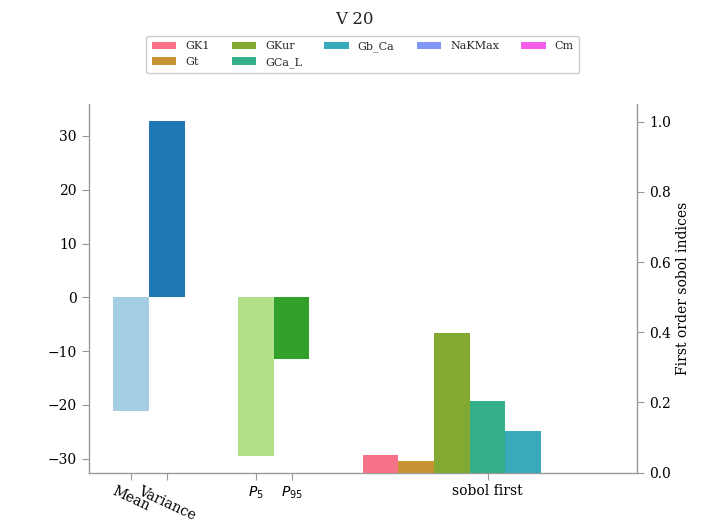 V 20
GK1 GKur Gb_Ca NaKMax Cm
Gt GCa_L
30
20
10
0
−10
−20
−30
1.0
0.8
0.6
0.4
0.2
0.0
First order sobol indices
Mean
Variance
P5
P95
sobol first